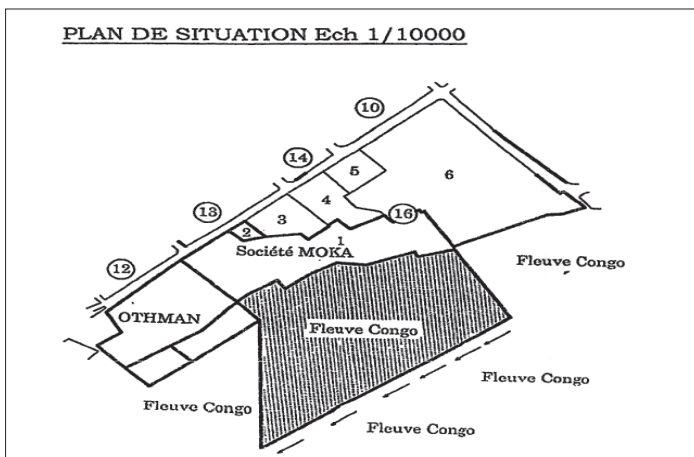 PLAN DE SITUATION Ech 1/10000
10
14
5
6
13
4
16
3
2
1
Société MOKA
12
Fleuve Congo
OTHMAN
Fleuve Congo
Fleuve Congo
Fleuve Congo
Fleuve Congo